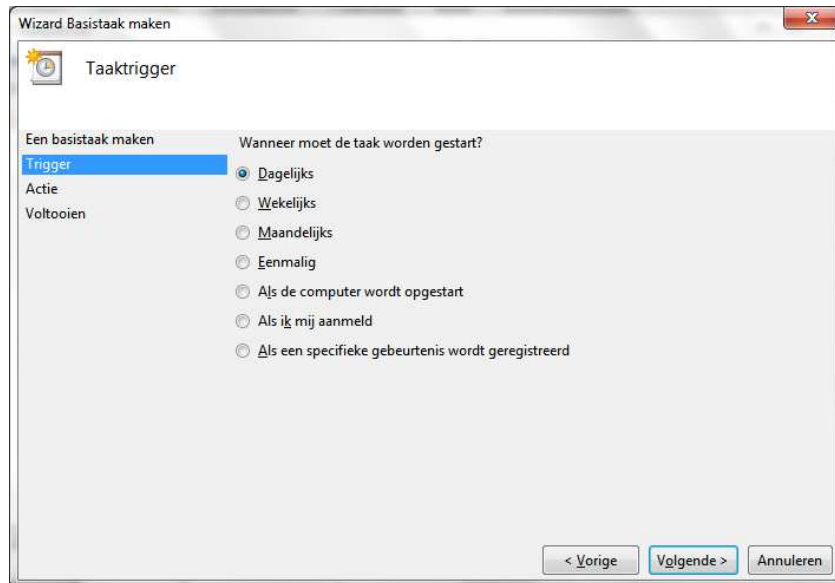 Wizard Basistaak maken
Taaktrigger
Een basistaak maken
Trigger
Actie
Voltooien
Wanneer moet de taak worden gestart?
Dagelijks
Wekelijks
Maandelijks
Eenmalig
Als de computer wordt opgestart
Als ik mij aanmeld
Als een specifieke gebeurtenis wordt geregistreerd
< Vorige
Volgende >
Annuleren